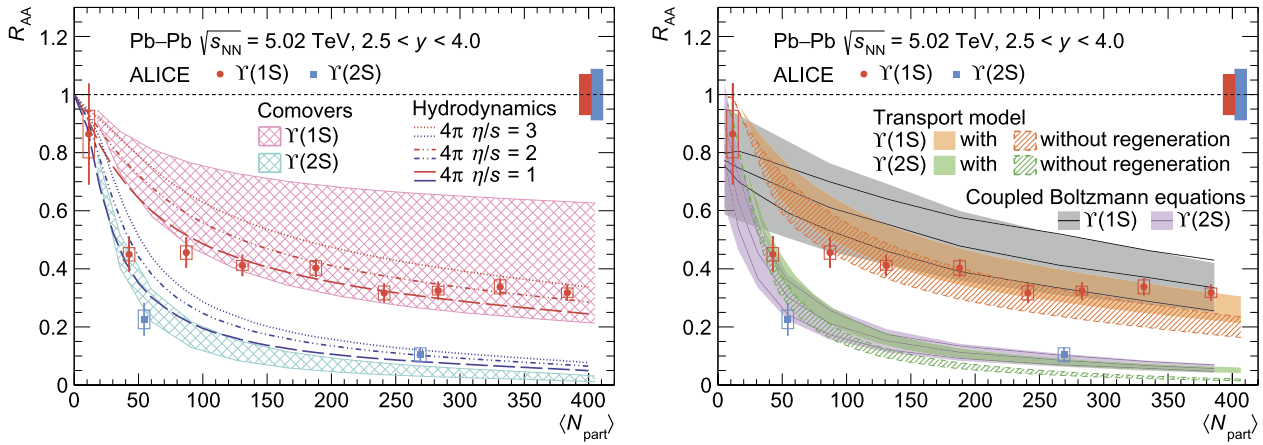 R_AA
1.2
1
0.8
0.6
0.4
0.2
0
Pb–Pb √s_NN = 5.02 TeV, 2.5 < y < 4.0
ALICE ϒ(1S) ϒ(2S)
Comovers
ϒ(1S)
ϒ(2S)
Hydrodynamics
4π η/s = 3
4π η/s = 2
4π η/s = 1
0 50 100 150 200 250 300 350 400
⟨N_part⟩
R_AA
1.2
1
0.8
0.6
0.4
0.2
0
Pb–Pb √s_NN = 5.02 TeV, 2.5 < y < 4.0
ALICE ϒ(1S) ϒ(2S)
Transport model
ϒ(1S) with without regeneration
ϒ(2S) with without regeneration
Coupled Boltzmann equations
ϒ(1S) ϒ(2S)
0 50 100 150 200 250 300 350 400
⟨N_part⟩